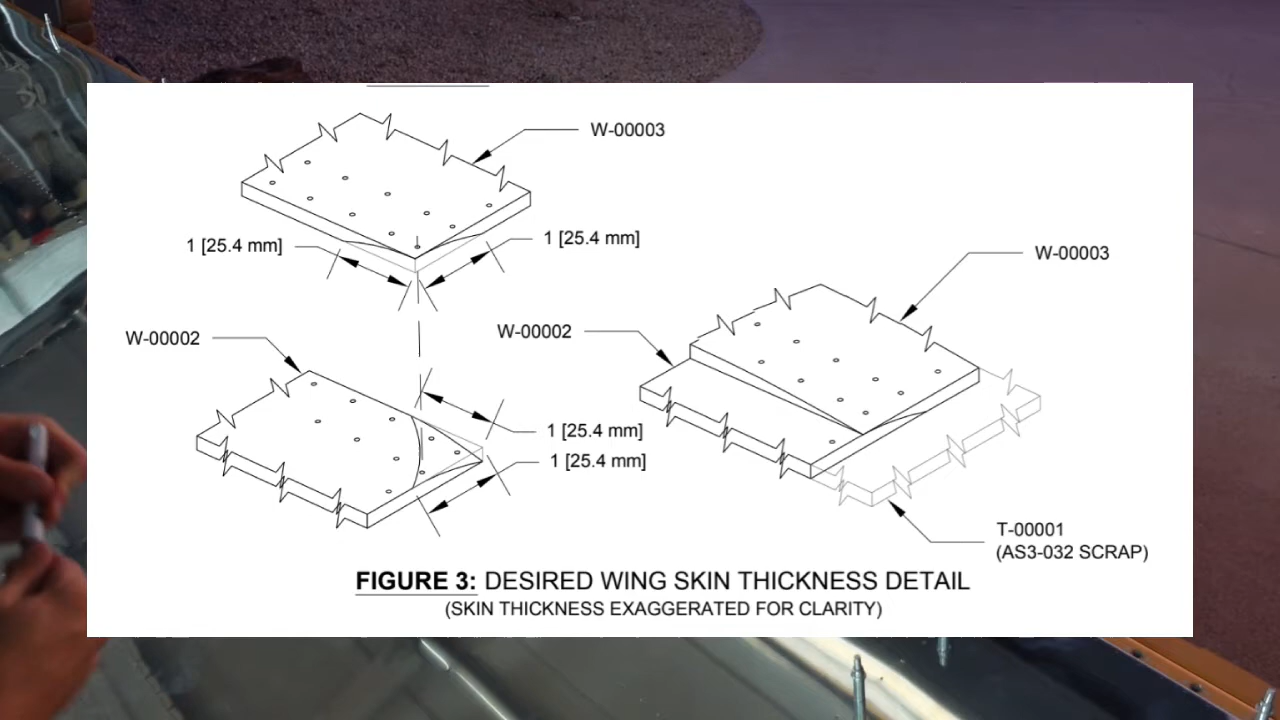 W-00003
1 [25.4 mm]
1 [25.4 mm]
W-00003
W-00002
W-00002
1 [25.4 mm]
1 [25.4 mm]
T-00001
(AS3-032 SCRAP)
FIGURE 3: DESIRED WING SKIN THICKNESS DETAIL
(SKIN THICKNESS EXAGGERATED FOR CLARITY)